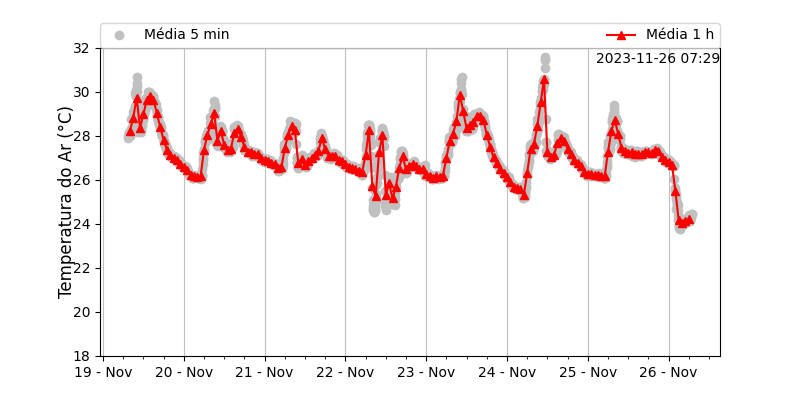 Média 5 min
Média 1 h
2023-11-26 07:29
Temperatura do Ar (°C)
32
30
28
26
24
22
20
18
19 - Nov
20 - Nov
21 - Nov
22 - Nov
23 - Nov
24 - Nov
25 - Nov
26 - Nov